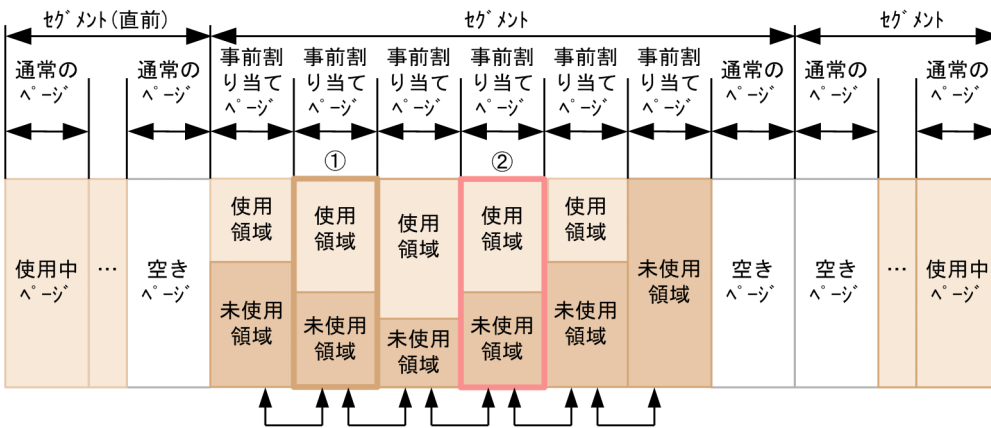 ｾｸﾞﾒﾝﾄ(直前)
ｾｸﾞﾒﾝﾄ
ｾｸﾞﾒﾝﾄ
通常の
ﾍﾟｰｼﾞ
通常の
ﾍﾟｰｼﾞ
事前割
り当て
ﾍﾟｰｼﾞ
事前割
り当て
ﾍﾟｰｼﾞ
事前割
り当て
ﾍﾟｰｼﾞ
事前割
り当て
ﾍﾟｰｼﾞ
事前割
り当て
ﾍﾟｰｼﾞ
事前割
り当て
ﾍﾟｰｼﾞ
通常の
ﾍﾟｰｼﾞ
通常の
ﾍﾟｰｼﾞ
通常の
ﾍﾟｰｼﾞ
①
②
使用中
ﾍﾟｰｼﾞ
…
空き
ﾍﾟｰｼﾞ
使用
領域
未使用
領域
使用
領域
未使用
領域
使用
領域
未使用
領域
使用
領域
未使用
領域
使用
領域
未使用
領域
未使用
領域
空き
ﾍﾟｰｼﾞ
空き
ﾍﾟｰｼﾞ
…
使用中
ﾍﾟｰｼﾞ